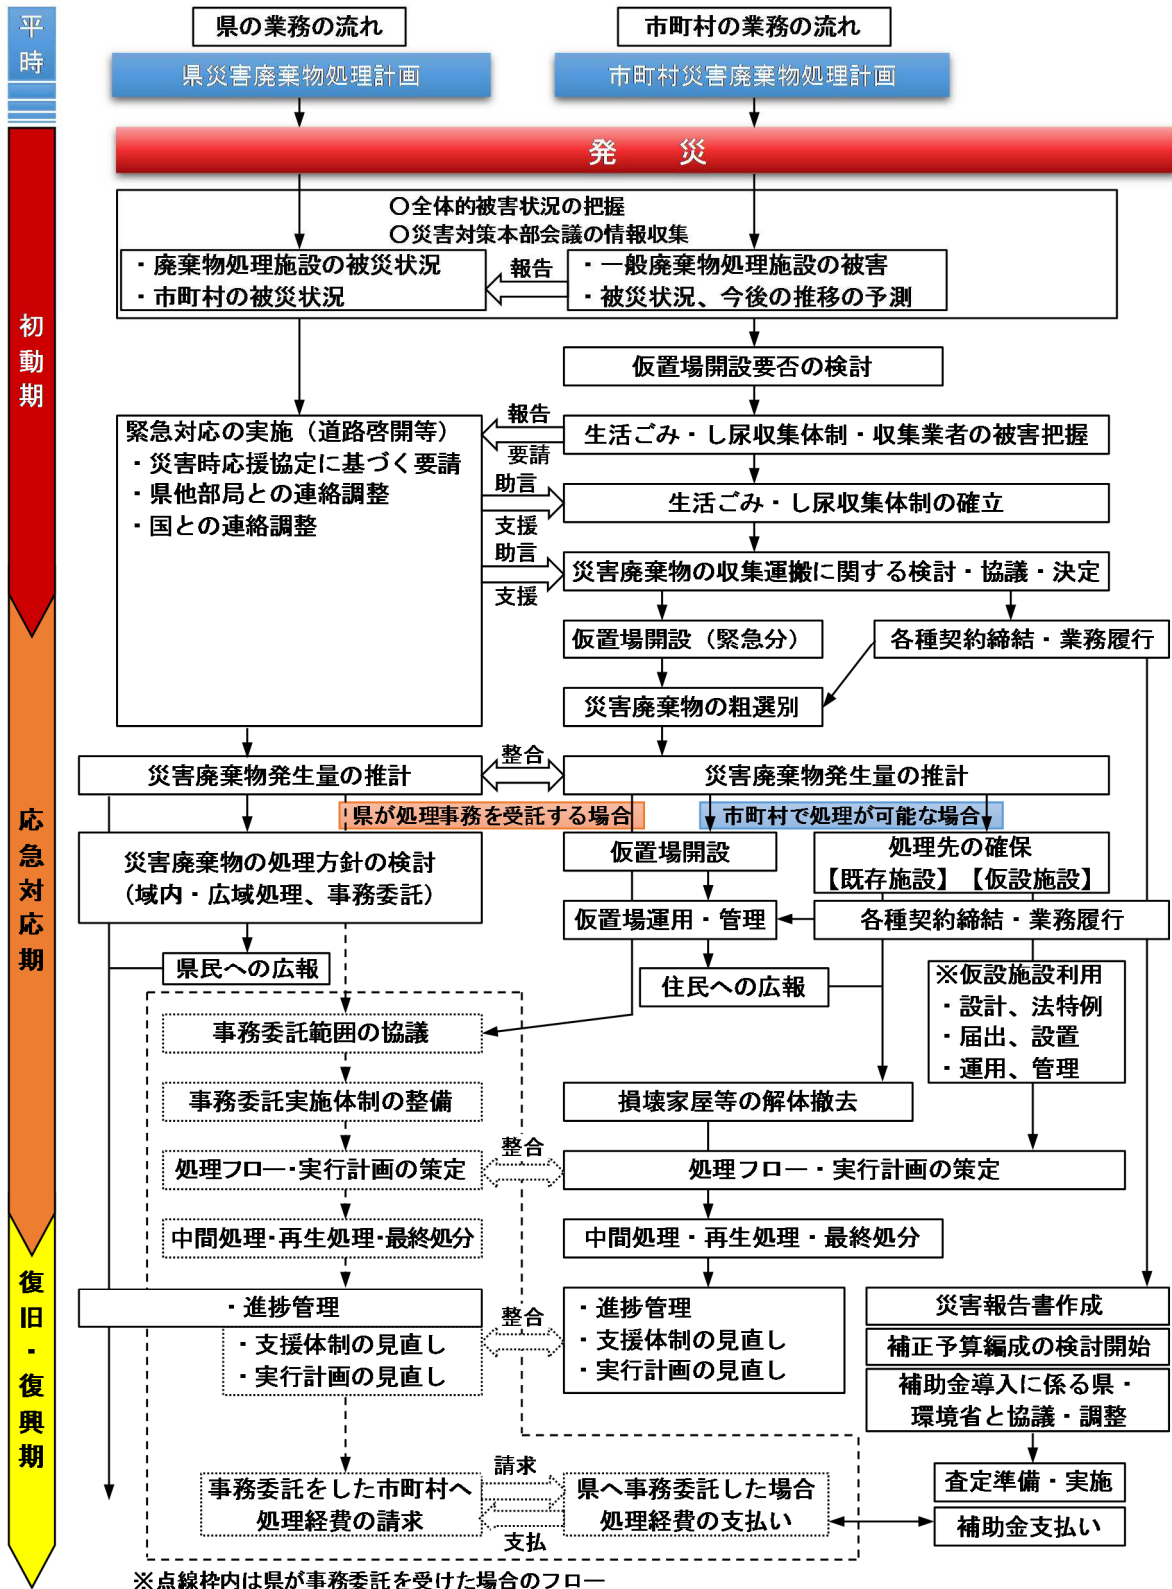 平時
県の業務の流れ
市町村の業務の流れ
県災害廃棄物処理計画
市町村災害廃棄物処理計画
発　災
初動期
〇全体的被害状況の把握
〇災害対策本部会議の情報収集
・廃棄物処理施設の被災状況
・市町村の被災状況
報告
・一般廃棄物処理施設の被害
・被災状況、今後の推移の予測
仮置場開設要否の検討
緊急対応の実施（道路啓開等）
・災害時応援協定に基づく要請
・県他部局との連絡調整
・国との連絡調整
報告
要請
生活ごみ・し尿収集体制・収集業者の被害把握
助言
支援
生活ごみ・し尿収集体制の確立
助言
支援
災害廃棄物の収集運搬に関する検討・協議・決定
仮置場開設（緊急分）
各種契約締結・業務履行
災害廃棄物の粗選別
応急対応期
災害廃棄物発生量の推計
整合
災害廃棄物発生量の推計
県が処理事務を受託する場合
市町村で処理が可能な場合
災害廃棄物の処理方針の検討
（域内・広域処理、事務委託）
仮置場開設
処理先の確保
【既存施設】【仮設施設】
仮置場運用・管理
各種契約締結・業務履行
県民への広報
住民への広報
※仮設施設利用
・設計、法特例
・届出、設置
・運用、管理
事務委託範囲の協議
事務委託実施体制の整備
損壊家屋等の解体撤去
処理フロー・実行計画の策定
整合
処理フロー・実行計画の策定
中間処理・再生処理・最終処分
中間処理・再生処理・最終処分
復旧・復興期
・進捗管理
・支援体制の見直し
・実行計画の見直し
整合
・進捗管理
・支援体制の見直し
・実行計画の見直し
災害報告書作成
補正予算編成の検討開始
補助金導入に係る県・
環境省と協議・調整
事務委託をした市町村へ
処理経費の請求
請求
支払
県へ事務委託した場合
処理経費の支払い
査定準備・実施
補助金支払い
※点線枠内は県が事務委託を受けた場合のフロー